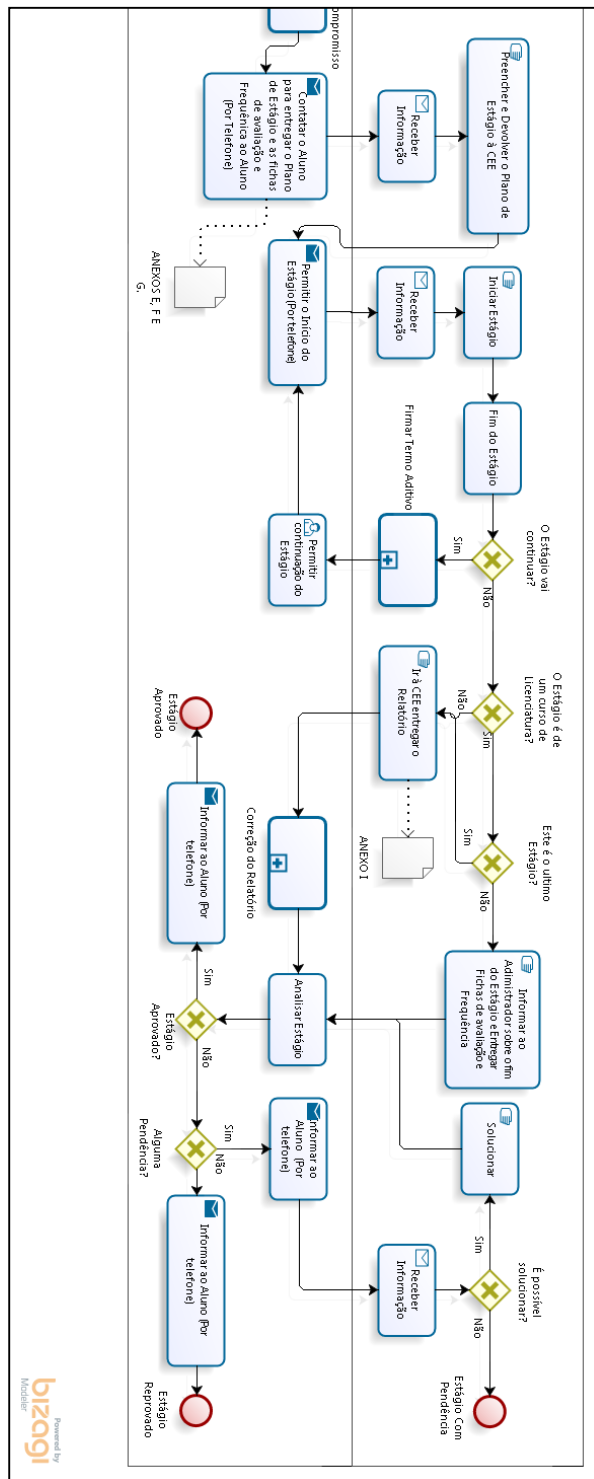 ompromisso
Contatar o Aluno
para entregar o Plano
de Estágio e as fichas
de avaliação e
Frequênica ao Aluno
(Por Telefone)
ANEXOS E, F E
G.
Receber
Informação
Preencher e Devolver o Plano de
Estágio à CEE
Permitir o Início do
Estágio (Por telefone)
Receber
Informação
Iniciar Estágio
Fim do Estágio
O Estágio vai
continuar?
Sim
Não
Firmar Termo Aditivo
Permitir
continuação do
Estágio
O Estágio é de
um curso de
Licenciatura?
Não
Sim
Ir à CEE entregar o
Relatório
ANEXO I
Este é o ultimo
Estágio?
Sim
Não
Correção do Relatório
Informar ao
Adimistrador sobre o fim
do Estágio e Entregar
Fichas de avaliação e
Frequência
Analisar Estágio
Estágio
Aprovado?
Sim
Não
Informar ao Aluno (Por
telefone)
Estágio
Aprovado
Alguma
Pendência?
Sim
Não
Informar ao
Aluno (Por
telefone)
Receber
Informação
É possível
solucionar?
Sim
Não
Solucionar
Estágio Com
Pendência
Informar ao Aluno (Por
telefone)
Estágio
Reprovado
Powered by
bizagi
Modeler